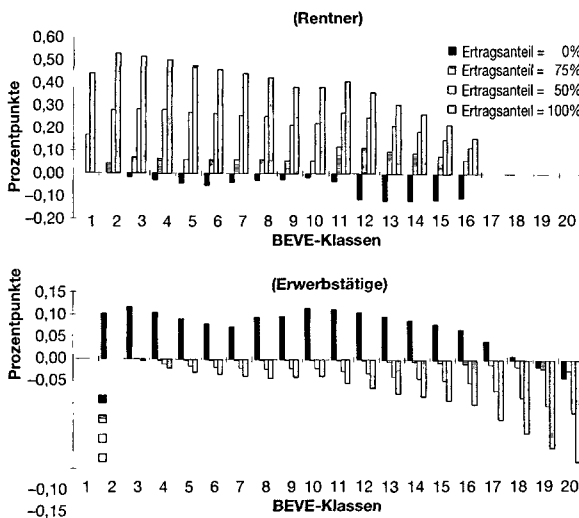 (Rentner)
Prozentpunkte
0,60
0,50
0,40
0,30
0,20
0,10
0,00
−0,10
−0,20
Ertragsanteil = 0%
Ertragsanteil = 75%
Ertragsanteil = 50%
Ertragsanteil = 100%
1 2 3 4 5 6 7 8 9 10 11 12 13 14 15 16 17 18 19 20
BEVE-Klassen
(Erwerbstätige)
Prozentpunkte
0,15
0,10
0,05
0,00
−0,05
−0,10
−0,15
1 2 3 4 5 6 7 8 9 10 11 12 13 14 15 16 17 18 19 20
BEVE-Klassen